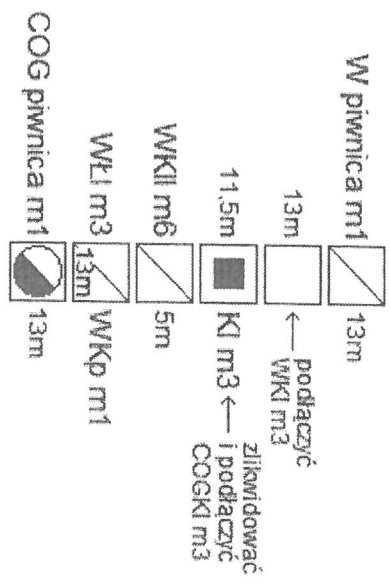 W piwnica m1
13m
13m
podłączyć
WKI m3
11,5m
KI m3
zlikwidować
i podłączyć
COGKI m3
WKII m6
5m
WŁI m3
13m
WKp m1
COG piwnica m1
13m